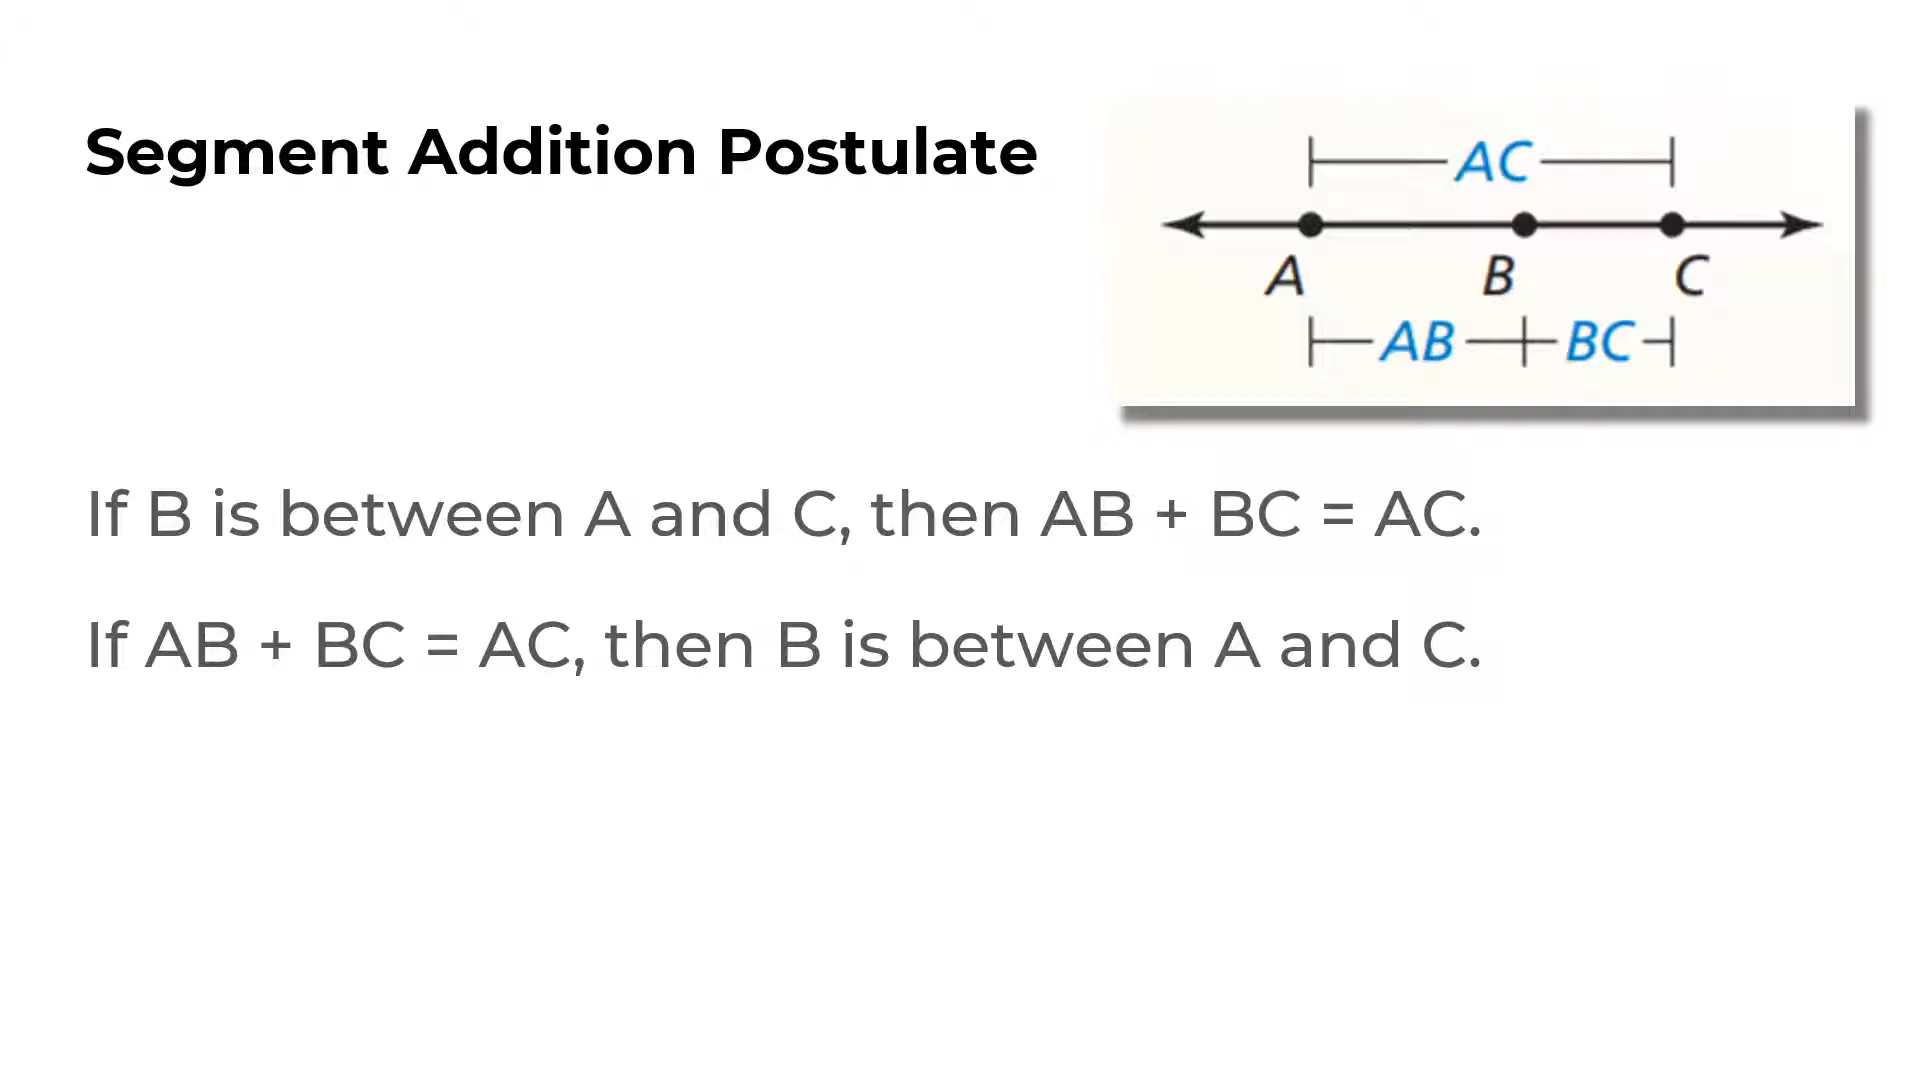 Segment Addition Postulate
AC
A B C
AB BC
If B is between A and C, then AB + BC = AC.
If AB + BC = AC, then B is between A and C.